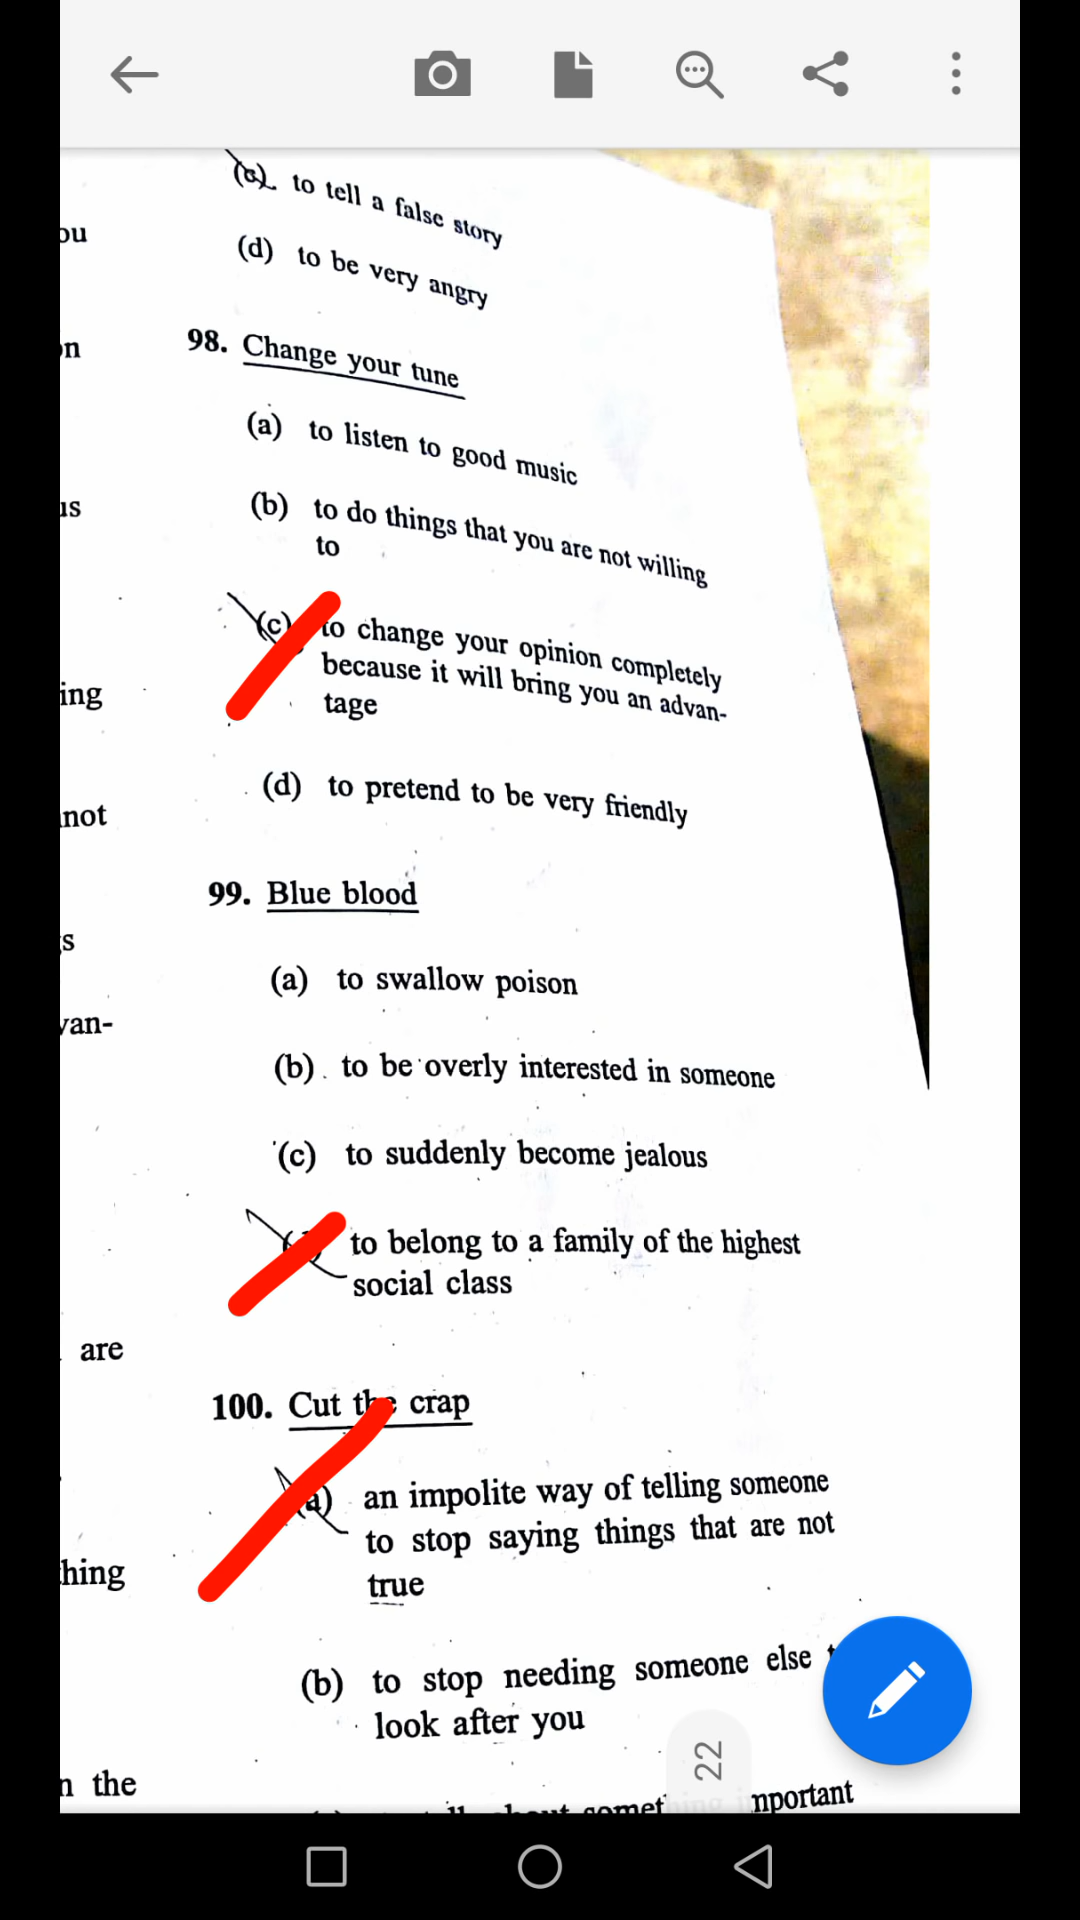 ou
on
us
ing
not
s
van-
are
hing
n the
(c) to tell a false story
(d) to be very angry
98. Change your tune
(a) to listen to good music
(b) to do things that you are not willing
to
(c) to change your opinion completely
because it will bring you an advan-
tage
(d) to pretend to be very friendly
99. Blue blood
(a) to swallow poison
(b) to be overly interested in someone
(c) to suddenly become jealous
to belong to a family of the highest
social class
100. Cut the crap
(a) an impolite way of telling someone
to stop saying things that are not
true
(b) to stop needing someone else
look after you
about something important
22